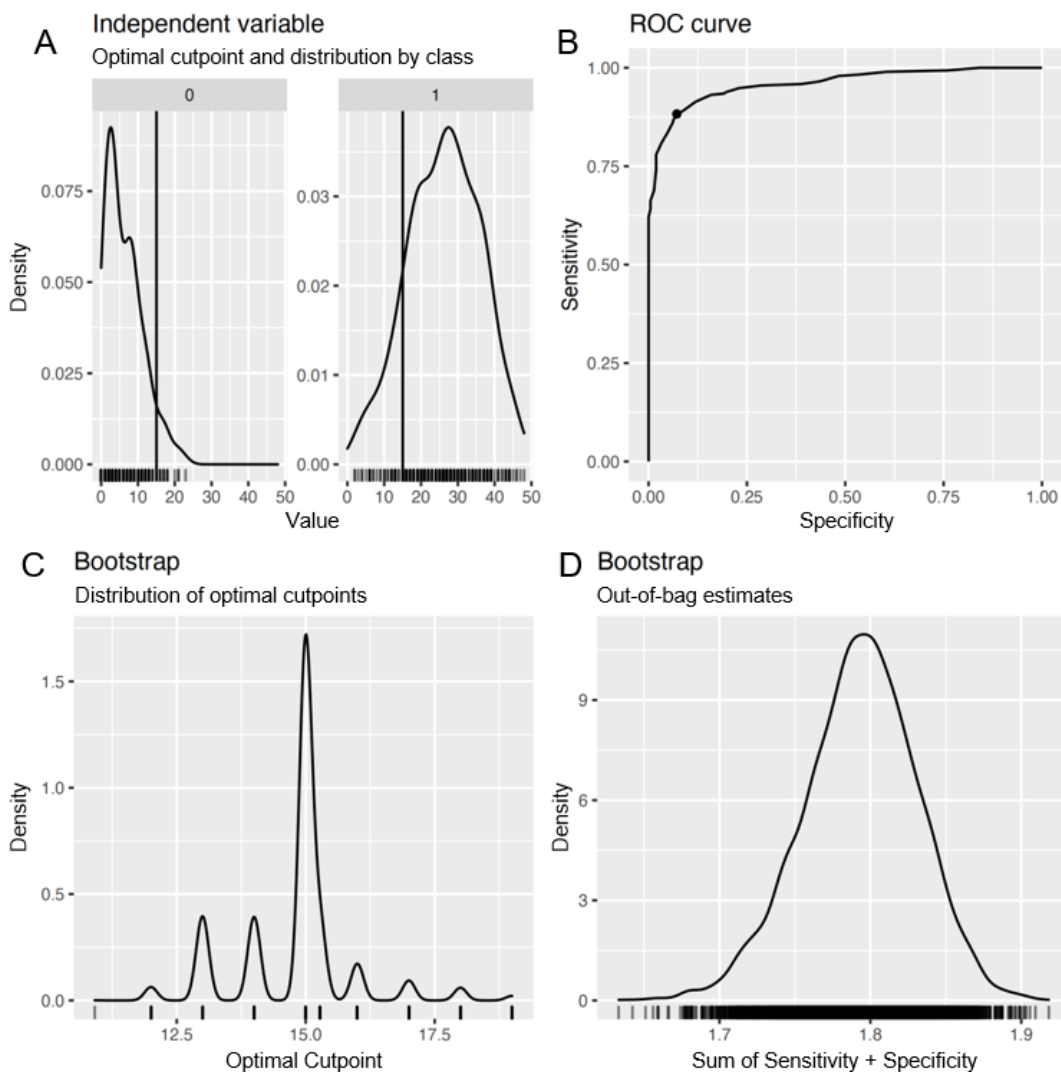 A
Independent variable
Optimal cutpoint and distribution by class
0
1
Density
0.075
0.050
0.025
0.000
0.03
0.02
0.01
0.00
0 10 20 30 40 50
0 10 20 30 40 50
Value
B
ROC curve
Sensitivity
1.00
0.75
0.50
0.25
0.00
0.00 0.25 0.50 0.75 1.00
Specificity
C
Bootstrap
Distribution of optimal cutpoints
Density
1.5
1.0
0.5
0.0
12.5 15.0 17.5
Optimal Cutpoint
D
Bootstrap
Out-of-bag estimates
Density
9
6
3
0
1.7 1.8 1.9
Sum of Sensitivity + Specificity